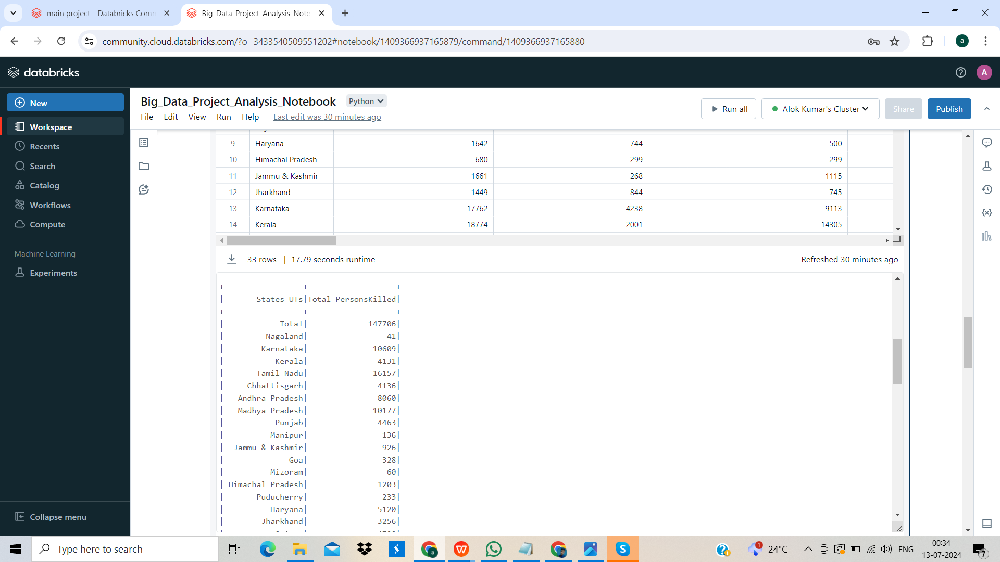 main project - Databricks Comm
Big_Data_Project_Analysis_Note
community.cloud.databricks.com/?o=3433540509551202#notebook/1409366937165879/command/1409366937165880
a
databricks
A
New
Workspace
Recents
Search
Catalog
Workflows
Compute
Machine Learning
Experiments
Collapse menu
Big_Data_Project_Analysis_Notebook Python
File Edit View Run Help Last edit was 30 minutes ago
Run all Alok Kumar's Cluster Share Publish
9 Haryana 1642 744 500
10 Himachal Pradesh 680 299 299
11 Jammu & Kashmir 1661 268 1115
12 Jharkhand 1449 844 745
13 Karnataka 17762 4238 9113
14 Kerala 18774 2001 14305
33 rows | 17.79 seconds runtime Refreshed 30 minutes ago
+-----------------+-------------------+
| States_UTs|Total_PersonsKilled|
+-----------------+-------------------+
| Total| 147706|
| Nagaland| 41|
| Karnataka| 10609|
| Kerala| 4131|
| Tamil Nadu| 16157|
| Chhattisgarh| 4136|
| Andhra Pradesh| 8060|
| Madhya Pradesh| 10177|
| Punjab| 4463|
| Manipur| 136|
| Jammu & Kashmir| 926|
| Goa| 328|
| Mizoram| 60|
| Himachal Pradesh| 1203|
| Puducherry| 233|
| Haryana| 5120|
| Jharkhand| 3256|
Type here to search
1 24°C ENG
00:34
13-07-2024
7